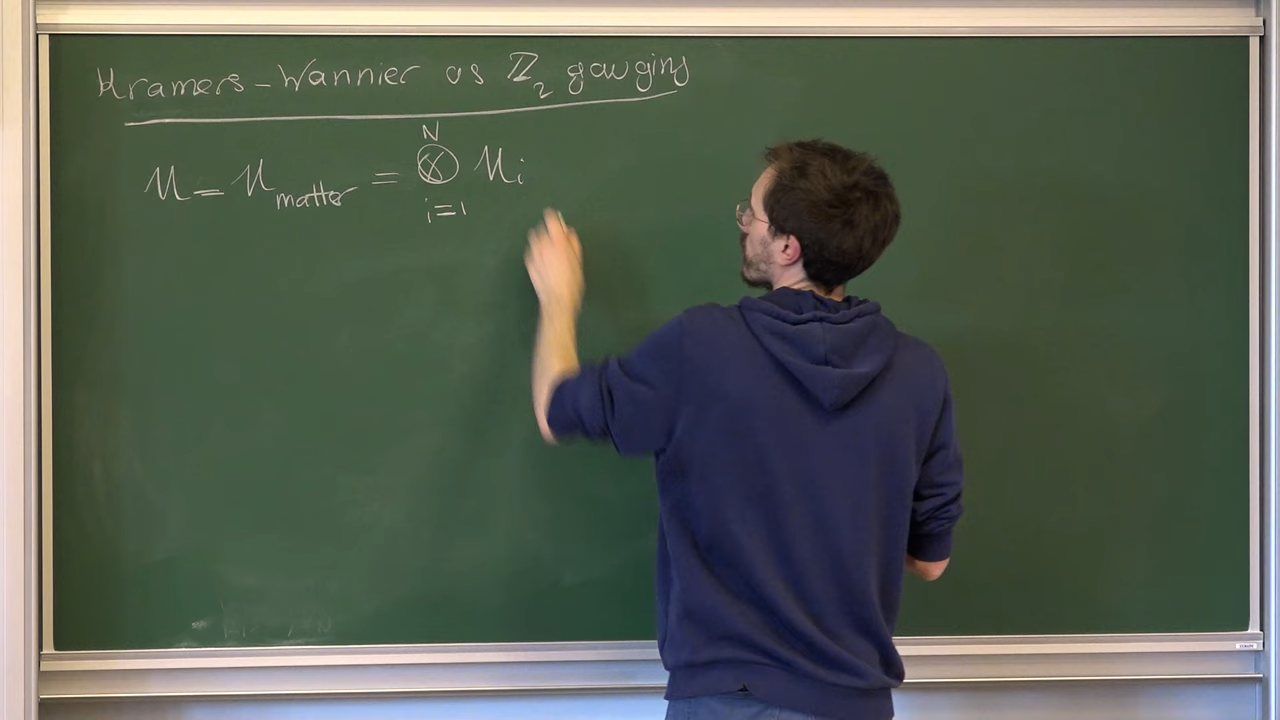 Kramers-Wannier as ℤ₂ gauging
ℋ = ℋ_matter = ⊗_{i=1}^{N} ℋ_i